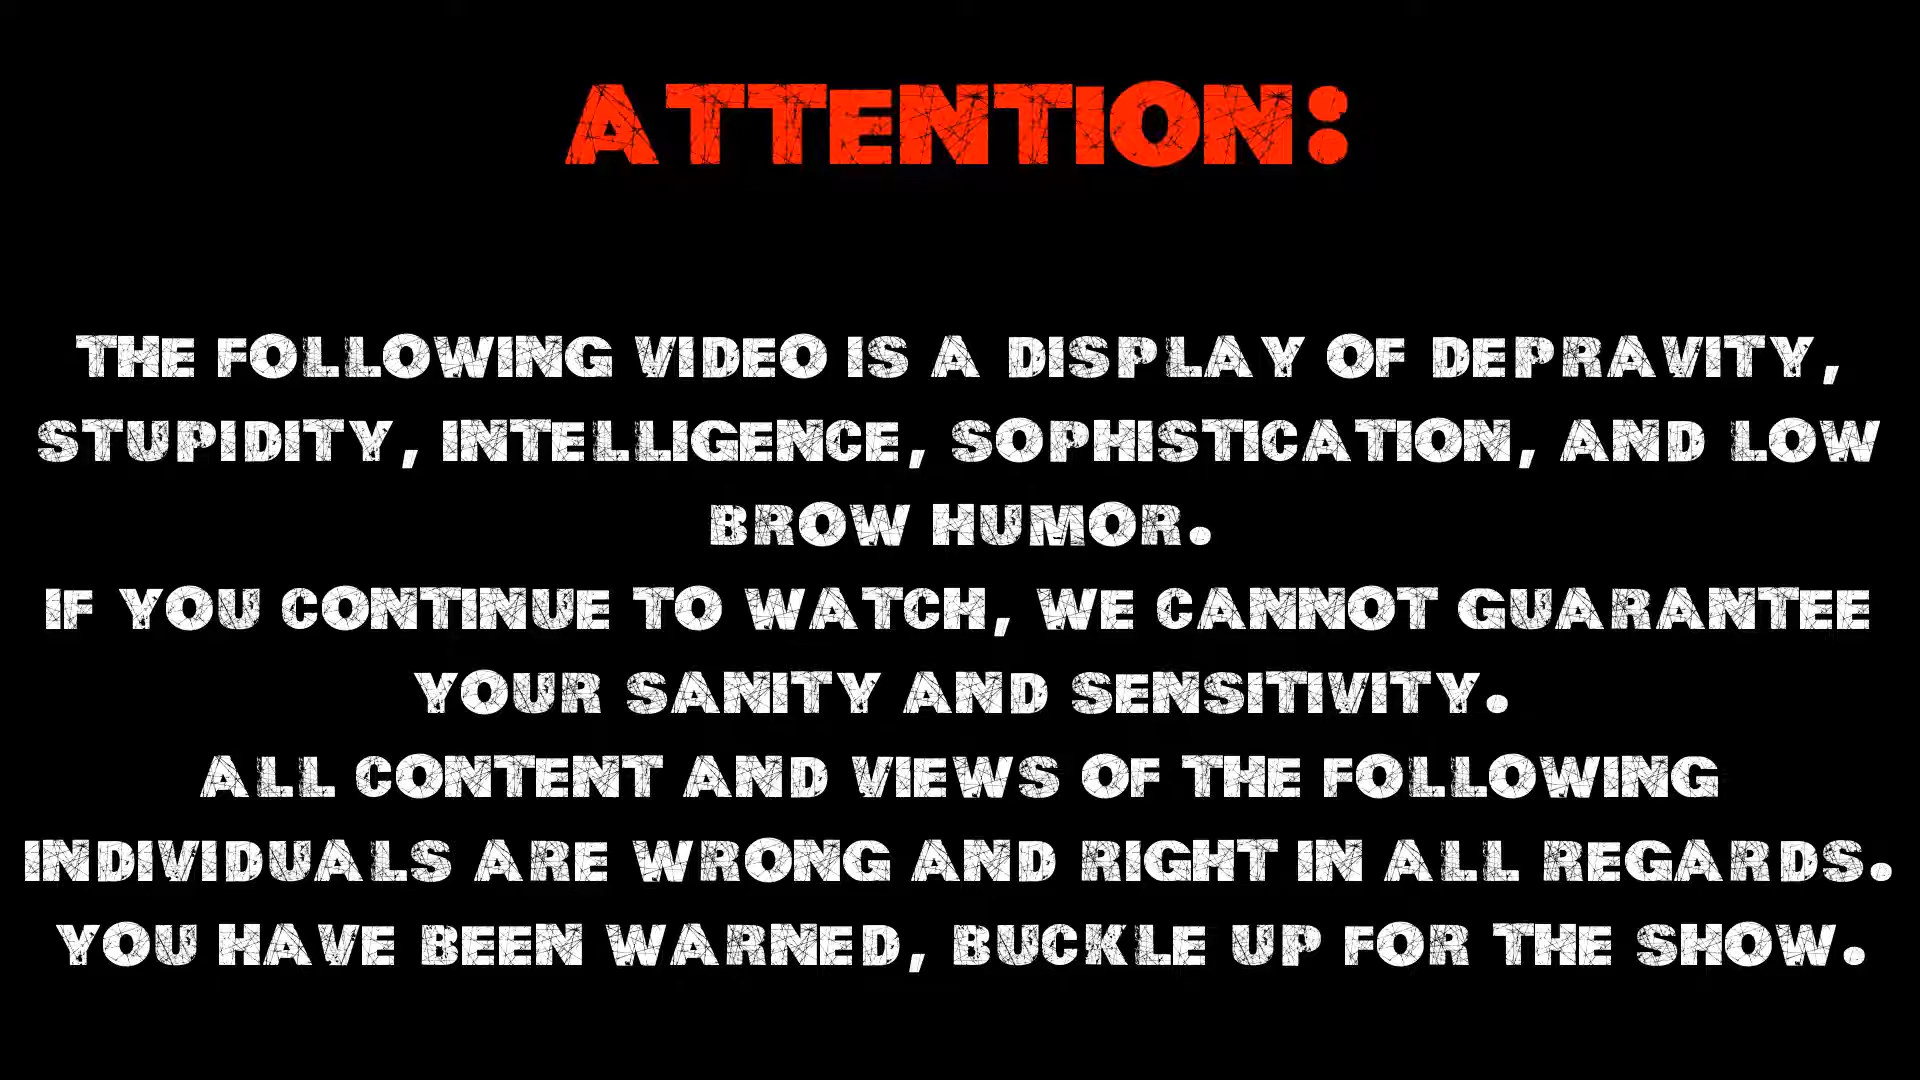 ATTENTION:
THE FOLLOWING VIDEO IS A DISPLAY OF DEPRAVITY,
STUPIDITY, INTELLIGENCE, SOPHISTICATION, AND LOW
BROW HUMOR.
IF YOU CONTINUE TO WATCH, WE CANNOT GUARANTEE
YOUR SANITY AND SENSITIVITY.
ALL CONTENT AND VIEWS OF THE FOLLOWING
INDIVIDUALS ARE WRONG AND RIGHT IN ALL REGARDS.
YOU HAVE BEEN WARNED, BUCKLE UP FOR THE SHOW.